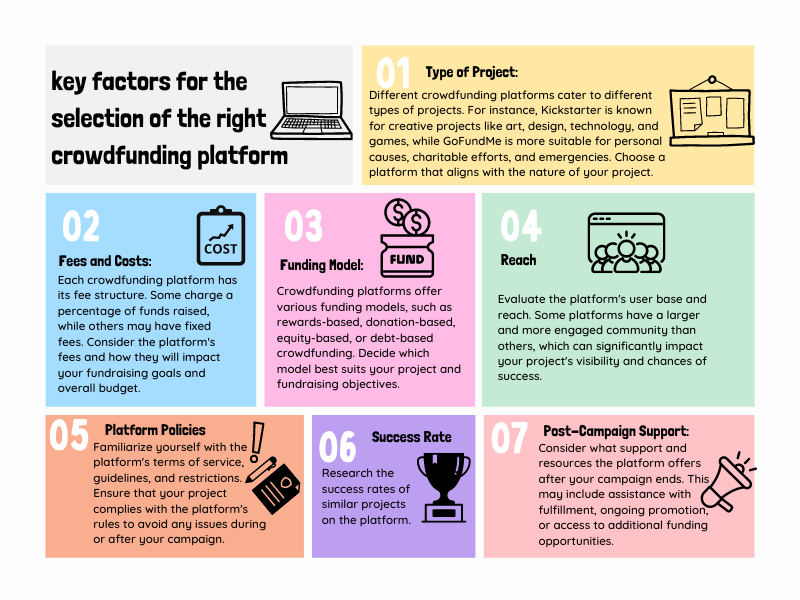 key factors for the
selection of the right
crowdfunding platform
01
Type of Project:
Different crowdfunding platforms cater to different
types of projects. For instance, Kickstarter is known
for creative projects like art, design, technology, and
games, while GoFundMe is more suitable for personal
causes, charitable efforts, and emergencies. Choose a
platform that aligns with the nature of your project.
02
COST
Fees and Costs:
Each crowdfunding platform has
its fee structure. Some charge a
percentage of funds raised,
while others may have fixed
fees. Consider the platform's
fees and how they will impact
your fundraising goals and
overall budget.
03
$ $
FUND
Funding Model:
Crowdfunding platforms offer
various funding models, such as
rewards-based, donation-based,
equity-based, or debt-based
crowdfunding. Decide which
model best suits your project and
fundraising objectives.
04
Reach
Evaluate the platform's user base and
reach. Some platforms have a larger
and more engaged community than
others, which can significantly impact
your project's visibility and chances of
success.
05
Platform Policies
!
Familiarize yourself with the
platform's terms of service,
guidelines, and restrictions.
Ensure that your project
complies with the platform's
rules to avoid any issues during
or after your campaign.
06
Success Rate
Research the
success rates of
similar projects
on the platform.
07
Post-Campaign Support:
Consider what support and
resources the platform offers
after your campaign ends. This
may include assistance with
fulfillment, ongoing promotion,
or access to additional funding
opportunities.